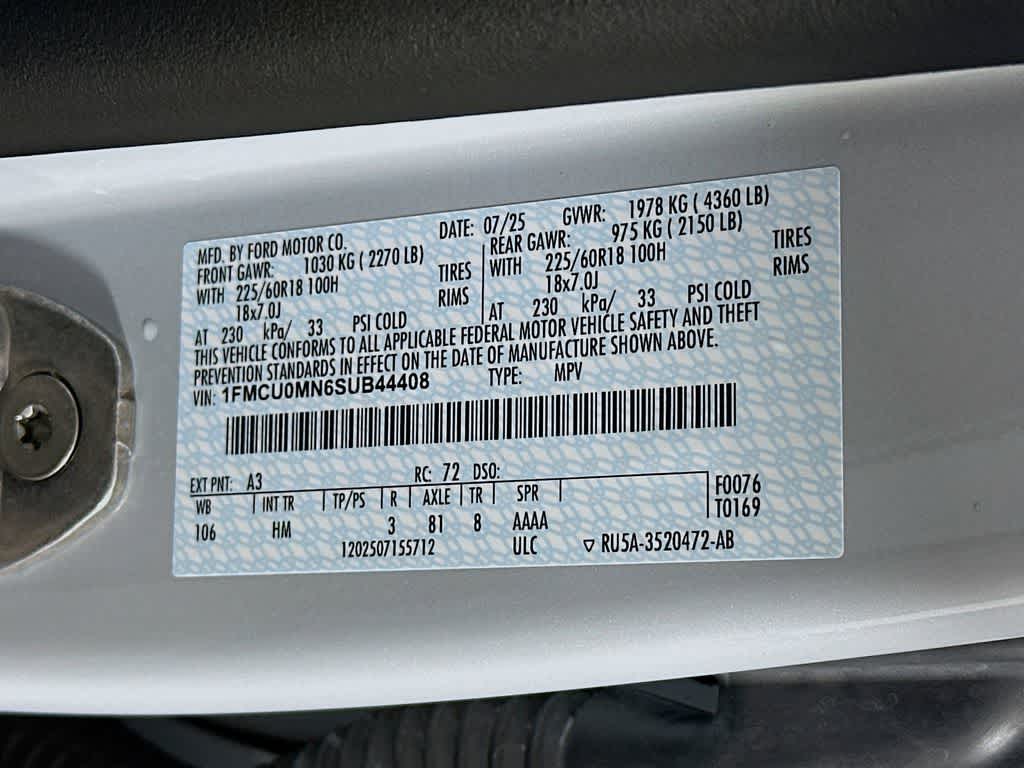 MFD. BY FORD MOTOR CO. DATE: 07/25 GVWR: 1978 KG ( 4360 LB)
FRONT GAWR: 1030 KG ( 2270 LB) REAR GAWR: 975 KG ( 2150 LB)
WITH 225/60R18 100H TIRES WITH 225/60R18 100H TIRES
18x7.0J RIMS 18x7.0J RIMS
AT 230 kPa/ 33 PSI COLD AT 230 kPa/ 33 PSI COLD
THIS VEHICLE CONFORMS TO ALL APPLICABLE FEDERAL MOTOR VEHICLE SAFETY AND THEFT
PREVENTION STANDARDS IN EFFECT ON THE DATE OF MANUFACTURE SHOWN ABOVE.
VIN: 1FMCU0MN6SUB44408 TYPE: MPV
EXT PNT: A3 RC: 72 DSO:
WB INT TR TP/PS R AXLE TR SPR F0076
106 HM 3 81 8 AAAA T0169
1202507155712 ULC ▽ RU5A-3520472-AB